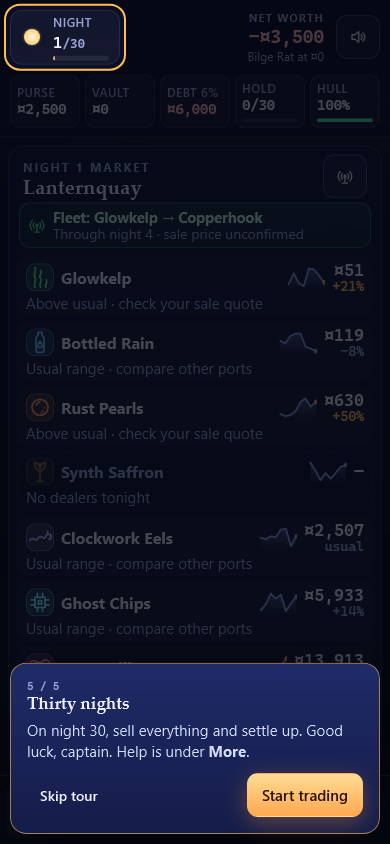 NIGHT
1/30
NET WORTH
−¤3,500
Bilge Rat at ¤0
PURSE
¤2,500
VAULT
¤0
DEBT 6%
¤6,000
HOLD
0/30
HULL
100%
NIGHT 1 MARKET
Lanternquay
Fleet: Glowkelp → Copperhook
Through night 4 · sale price unconfirmed
Glowkelp
¤51
+21%
Above usual · check your sale quote
Bottled Rain
¤119
−8%
Usual range · compare other ports
Rust Pearls
¤630
+50%
Above usual · check your sale quote
Synth Saffron
—
No dealers tonight
Clockwork Eels
¤2,507
usual
Usual range · compare other ports
Ghost Chips
¤5,933
+14%
Usual range · compare other ports
¤13,913
5 / 5
Thirty nights
On night 30, sell everything and settle up. Good
luck, captain. Help is under More.
Skip tour
Start trading